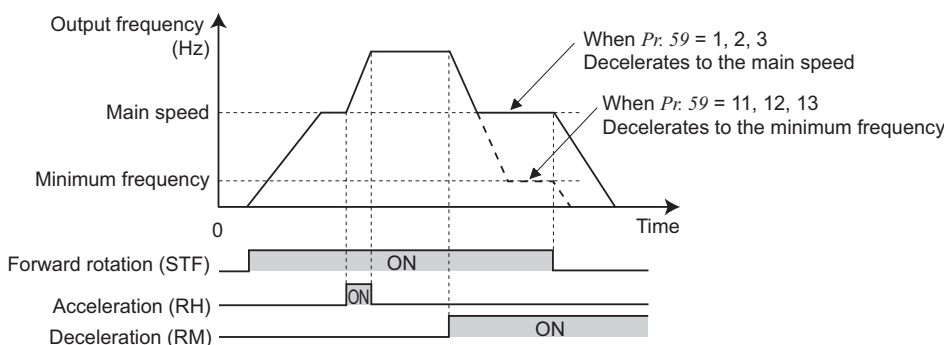 Output frequency
(Hz)
When Pr. 59 = 1, 2, 3
Decelerates to the main speed
Main speed
When Pr. 59 = 11, 12, 13
Decelerates to the minimum frequency
Minimum frequency
0
Time
Forward rotation (STF)
ON
Acceleration (RH)
ON
Deceleration (RM)
ON